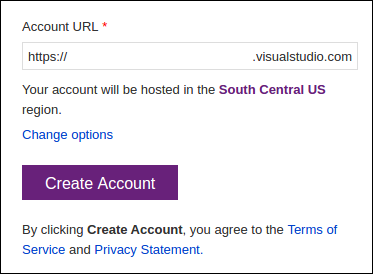 Account URL *
https:// .visualstudio.com
Your account will be hosted in the South Central US
region.
Change options
Create Account
By clicking Create Account, you agree to the Terms of
Service and Privacy Statement.